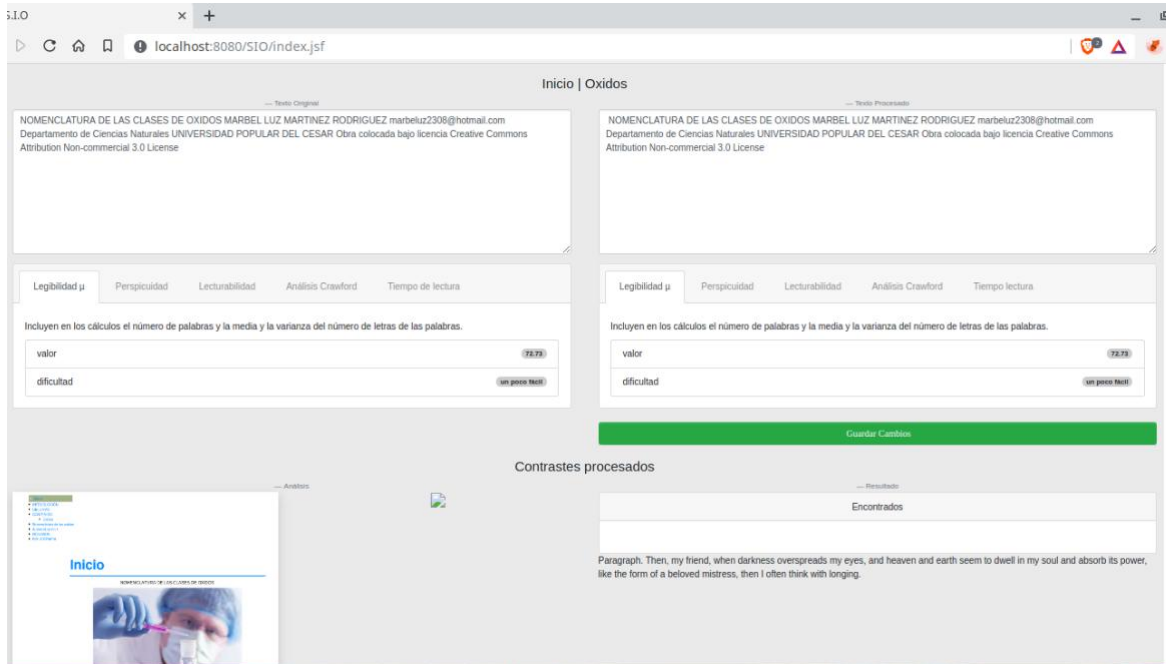 S.I.O
localhost:8080/SIO/index.jsf
Inicio | Oxidos
— Texto Original
NOMENCLATURA DE LAS CLASES DE OXIDOS MARBEL LUZ MARTINEZ RODRIGUEZ marbeluz2308@hotmail.com
Departamento de Ciencias Naturales UNIVERSIDAD POPULAR DEL CESAR Obra colocada bajo licencia Creative Commons
Attribution Non-commercial 3.0 License
— Texto Procesado
NOMENCLATURA DE LAS CLASES DE OXIDOS MARBEL LUZ MARTINEZ RODRIGUEZ marbeluz2308@hotmail.com
Departamento de Ciencias Naturales UNIVERSIDAD POPULAR DEL CESAR Obra colocada bajo licencia Creative Commons
Attribution Non-commercial 3.0 License
Legibilidad µ Perspicuidad Lecturabilidad Análisis Crawford Tiempo de lectura
Incluyen en los cálculos el número de palabras y la media y la varianza del número de letras de las palabras.
valor 72.73
dificultad un poco fácil
Legibilidad µ Perspicuidad Lecturabilidad Análisis Crawford Tiempo lectura
Incluyen en los cálculos el número de palabras y la media y la varianza del número de letras de las palabras.
valor 72.73
dificultad un poco fácil
Guardar Cambios
Contrastes procesados
— Análisis
Inicio
NOMENCLATURA DE LAS CLASES DE OXIDOS
— Resultado
Encontrados
Paragraph. Then, my friend, when darkness overspreads my eyes, and heaven and earth seem to dwell in my soul and absorb its power,
like the form of a beloved mistress, then I often think with longing.